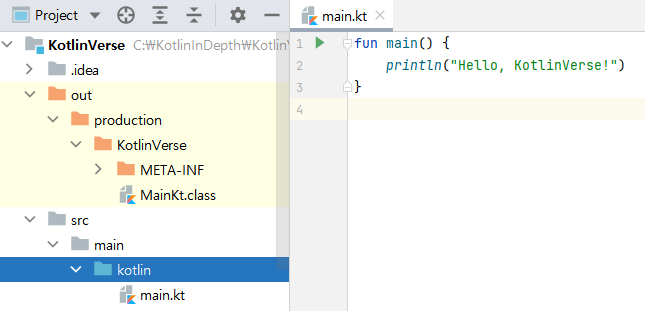 Project
KotlinVerse C:₩KotlinInDepth₩Kotlin
.idea
out
production
KotlinVerse
META-INF
MainKt.class
src
main
kotlin
main.kt
main.kt
1 fun main() {
2 println("Hello, KotlinVerse!")
3 }
4